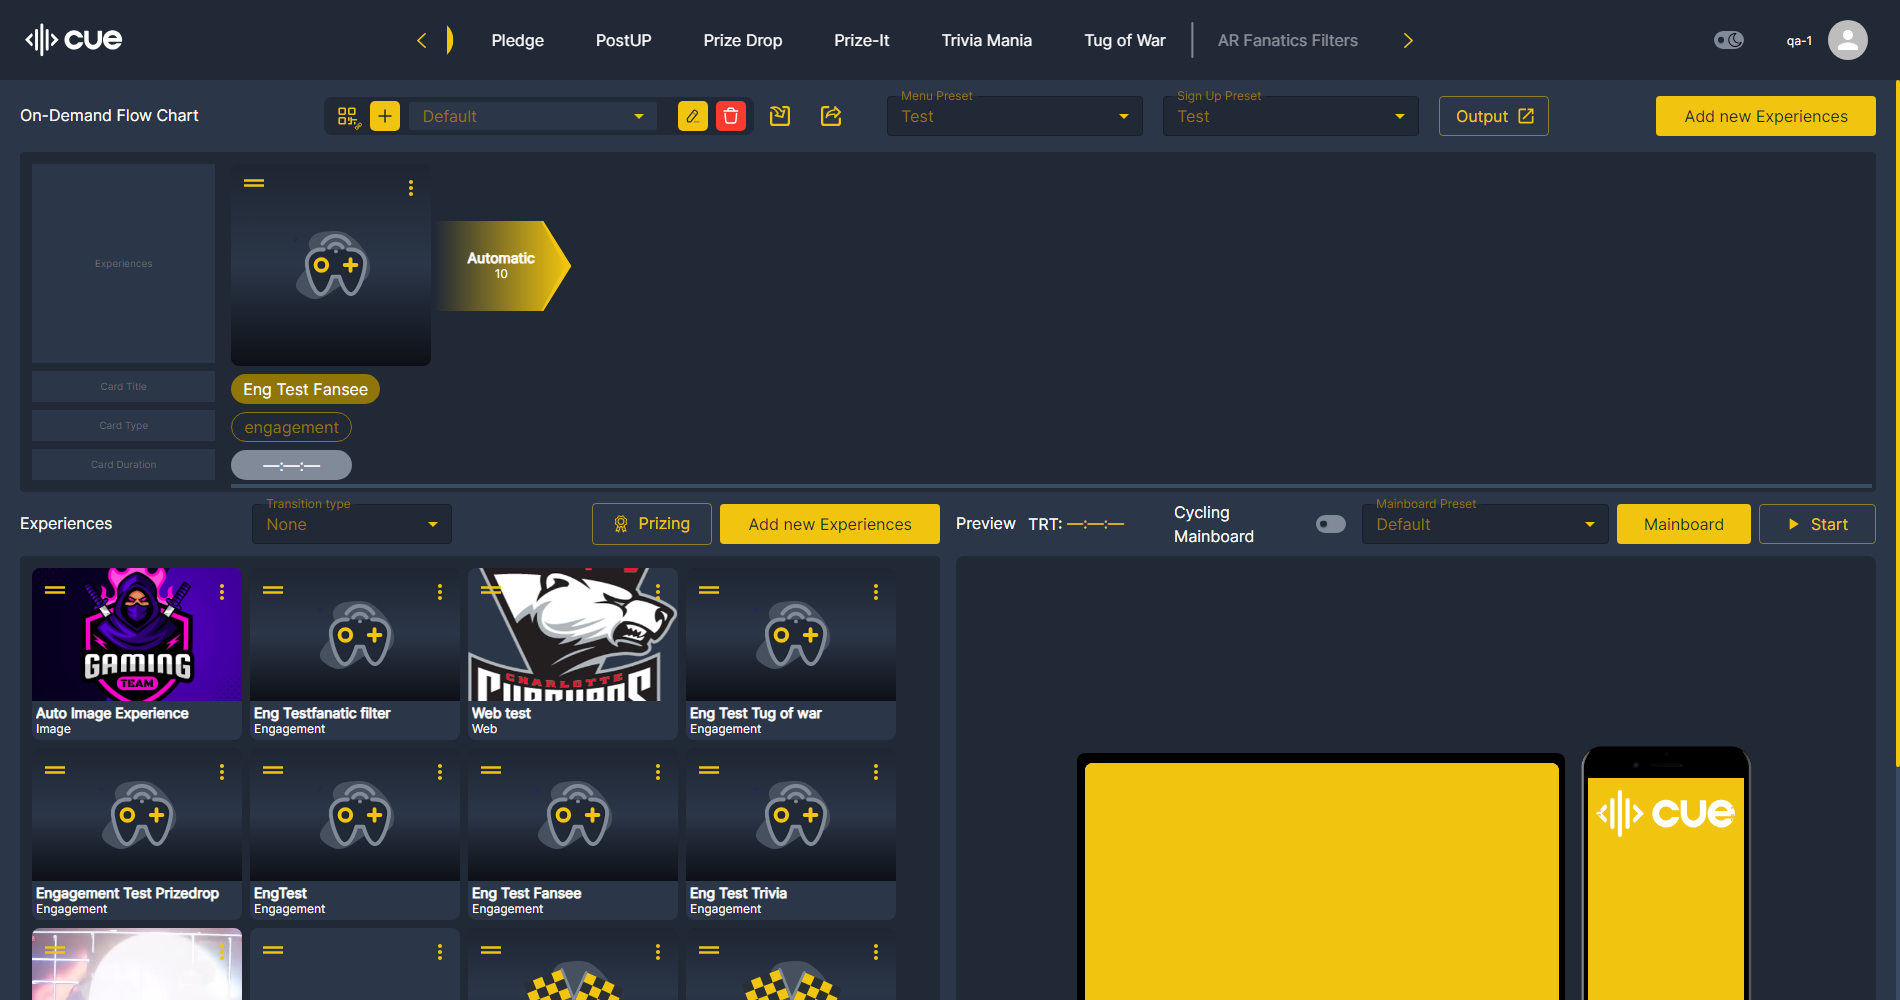 cue
Pledge
PostUP
Prize Drop
Prize-It
Trivia Mania
Tug of War
AR Fanatics Filters
qa-1
On-Demand Flow Chart
Default
Menu Preset
Test
Sign Up Preset
Test
Output
Add new Experiences
Experiences
Automatic
10
Card Title
Eng Test Fansee
Card Type
engagement
Card Duration
—:—:—
Experiences
Transition type
None
Prizing
Add new Experiences
Preview
TRT: —:—:—
Cycling
Mainboard
Mainboard Preset
Default
Mainboard
Start
GAMING
TEAM
Auto Image Experience
Image
Eng Testfanatic filter
Engagement
CHARLOTTE
Web test
Web
Eng Test Tug of war
Engagement
Engagement Test Prizedrop
Engagement
EngTest
Engagement
Eng Test Fansee
Engagement
Eng Test Trivia
Engagement
cue